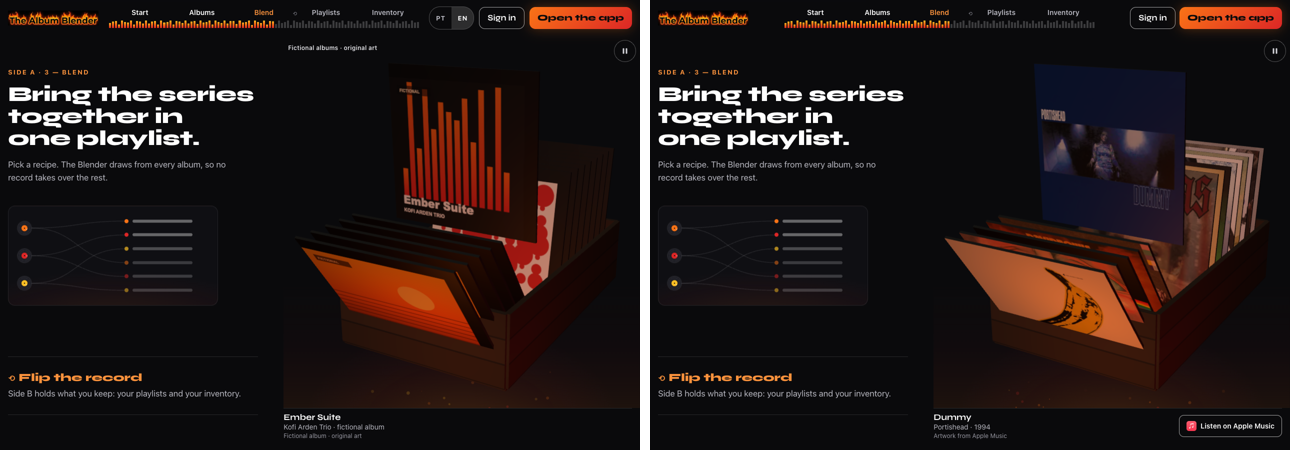 The Album Blender
Start
Albums
Blend
Playlists
Inventory
PT
EN
Sign in
Open the app
Fictional albums · original art
SIDE A · 3 — BLEND
Bring the series
together in
one playlist.
Pick a recipe. The Blender draws from every album, so no
record takes over the rest.
FICTIONAL
Ember Suite
KOFI ARDEN TRIO
Flip the record
Side B holds what you keep: your playlists and your inventory.
Ember Suite
Kofi Arden Trio · fictional album
Fictional album · original art
The Album Blender
Start
Albums
Blend
Playlists
Inventory
Sign in
Open the app
SIDE A · 3 — BLEND
Bring the series
together in
one playlist.
Pick a recipe. The Blender draws from every album, so no
record takes over the rest.
PORTISHEAD
DUMMY
Flip the record
Side B holds what you keep: your playlists and your inventory.
Dummy
Portishead · 1994
Artwork from Apple Music
Listen on Apple Music